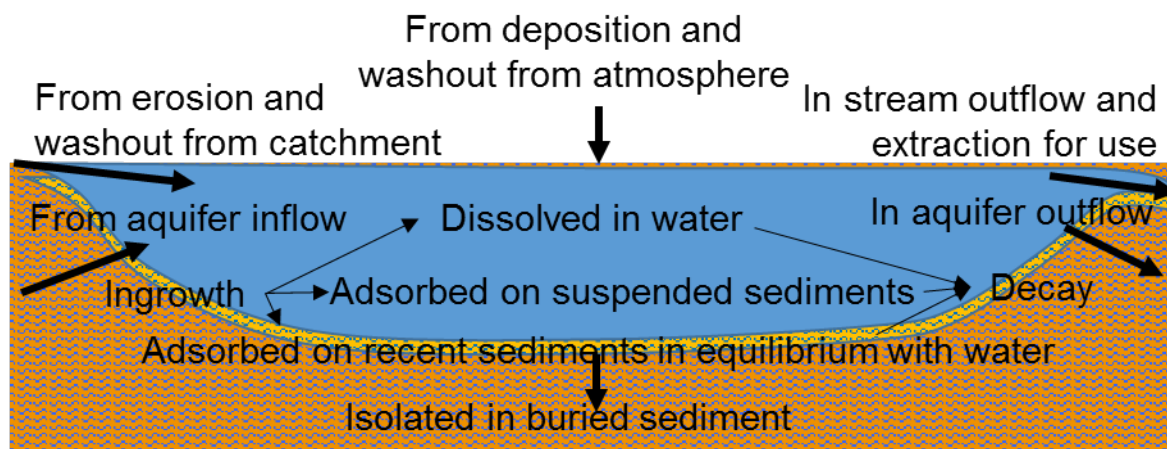 From deposition and
washout from atmosphere
From erosion and
washout from catchment
In stream outflow and
extraction for use
From aquifer inflow
Dissolved in water
In aquifer outflow
Ingrowth
Adsorbed on suspended sediments
Decay
Adsorbed on recent sediments in equilibrium with water
Isolated in buried sediment